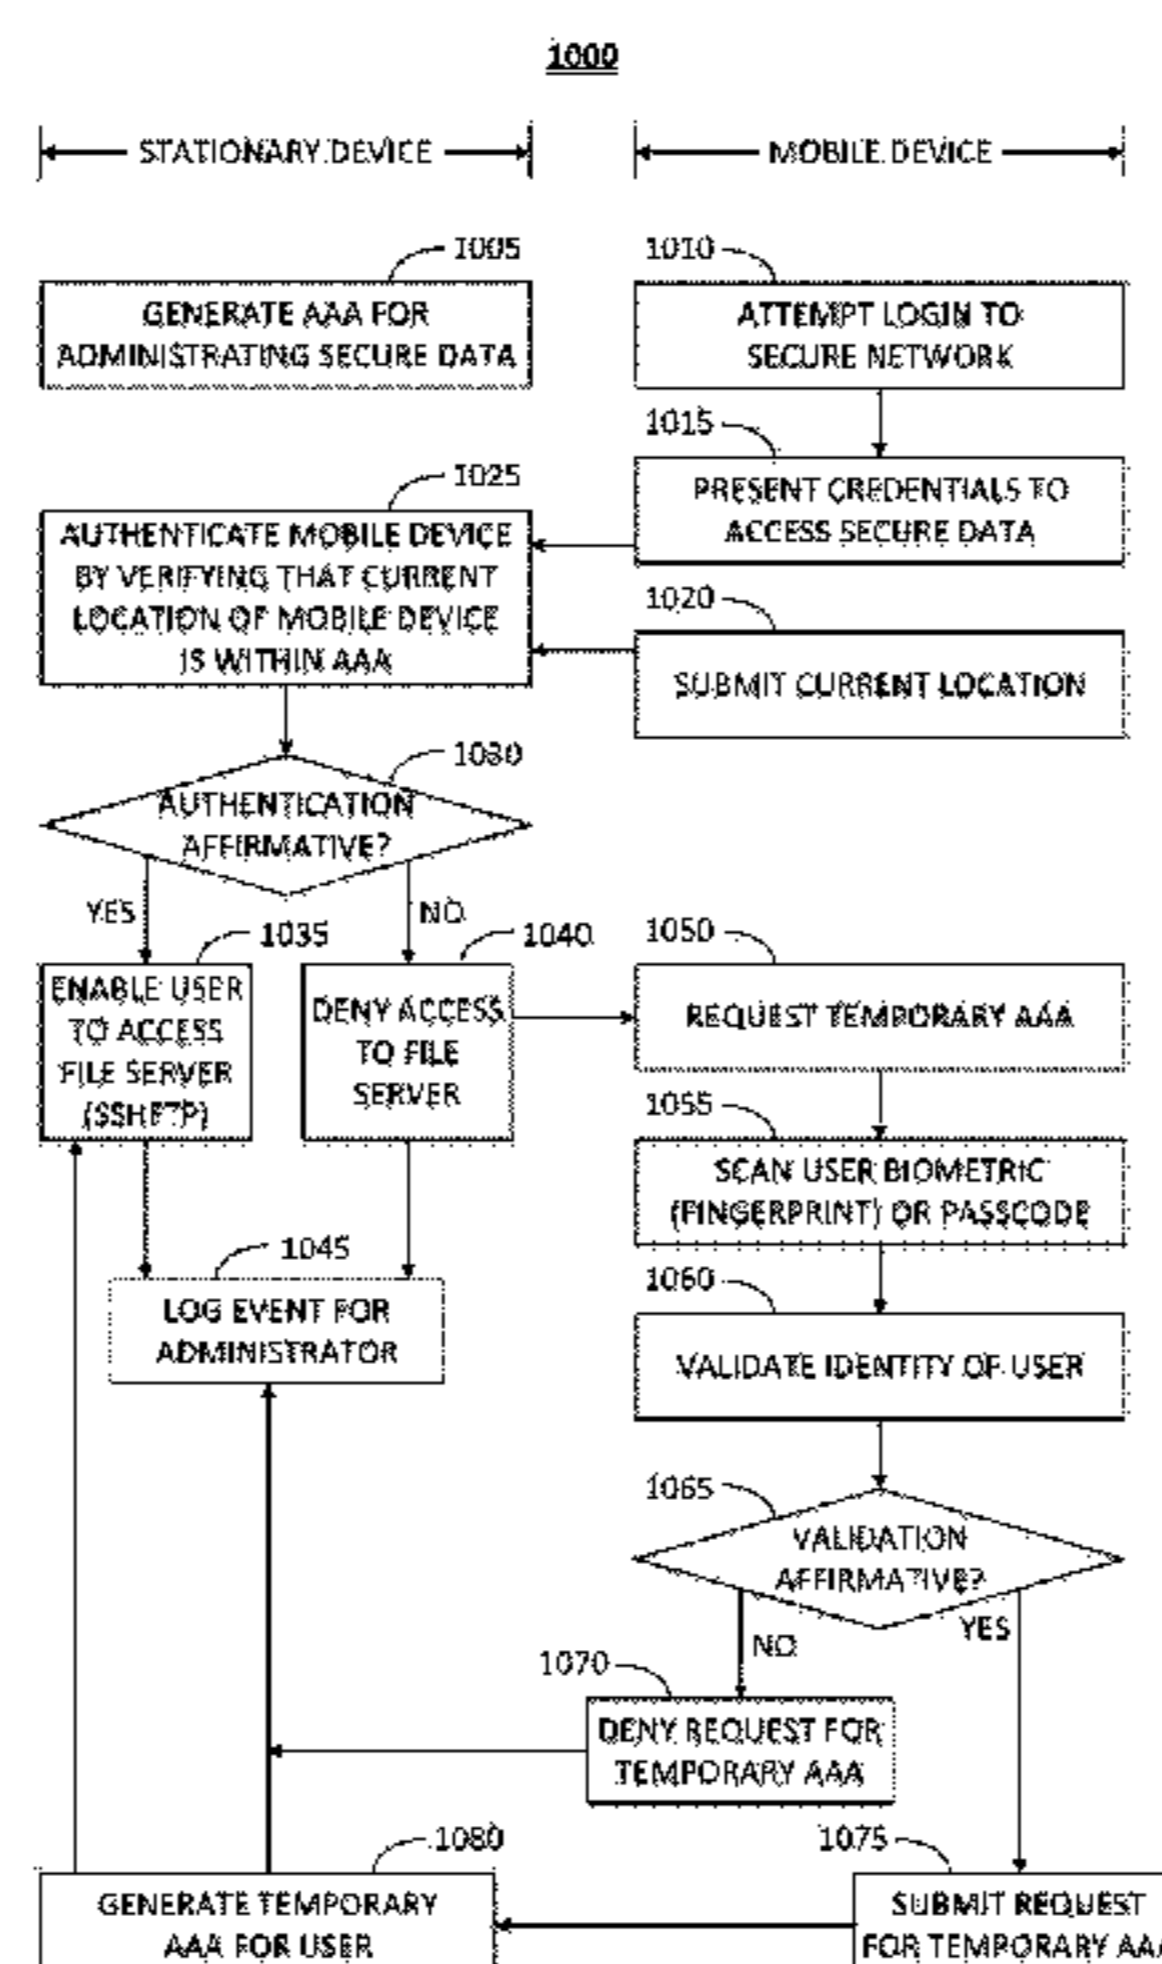 1000
STATIONARY DEVICE
MOBILE DEVICE
1005
GENERATE AAA FOR
ADMINISTRATING SECURE DATA
1010
ATTEMPT LOGIN TO
SECURE NETWORK
1015
PRESENT CREDENTIALS TO
ACCESS SECURE DATA
1020
SUBMIT CURRENT LOCATION
1025
AUTHENTICATE MOBILE DEVICE
BY VERIFYING THAT CURRENT
LOCATION OF MOBILE DEVICE
IS WITHIN AAA
1030
AUTHENTICATION
AFFIRMATIVE?
YES
NO
1035
ENABLE USER
TO ACCESS
FILE SERVER
(SSHFTP)
1040
DENY ACCESS
TO FILE
SERVER
1045
LOG EVENT FOR
ADMINISTRATOR
1050
REQUEST TEMPORARY AAA
1055
SCAN USER BIOMETRIC
(FINGERPRINT) OR PASSCODE
1060
VALIDATE IDENTITY OF USER
1065
VALIDATION
AFFIRMATIVE?
NO
YES
1070
DENY REQUEST FOR
TEMPORARY AAA
1075
SUBMIT REQUEST
FOR TEMPORARY AAA
1080
GENERATE TEMPORARY
AAA FOR USER